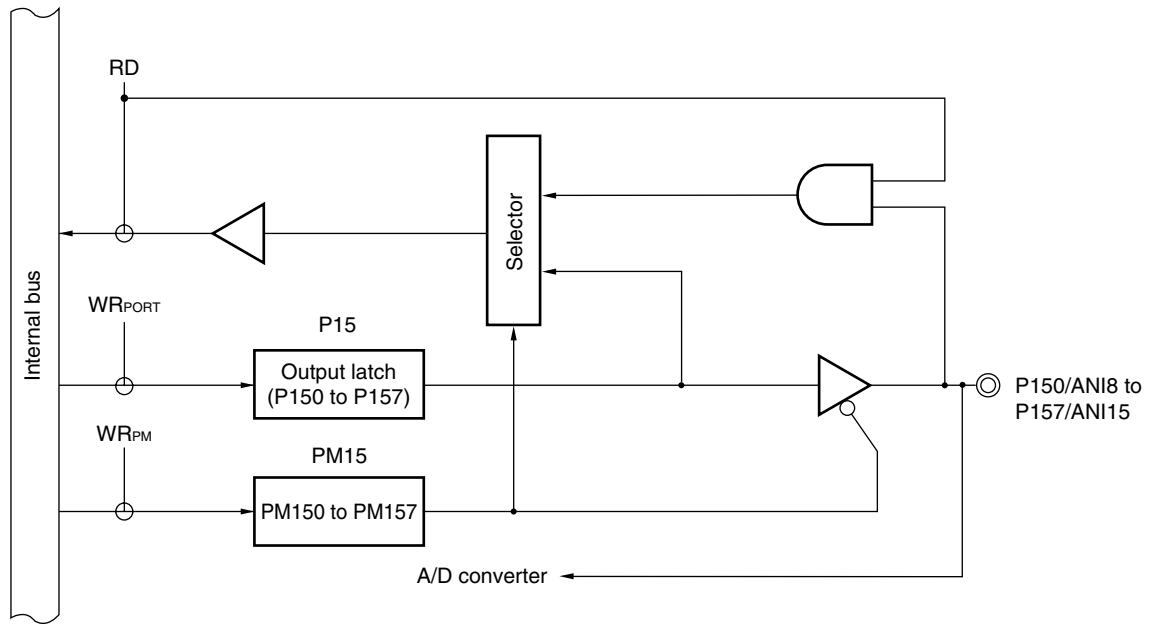 RD
Selector
Internal bus
WRPORT
P15
Output latch
(P150 to P157)
P150/ANI8 to
P157/ANI15
WRPM
PM15
PM150 to PM157
A/D converter